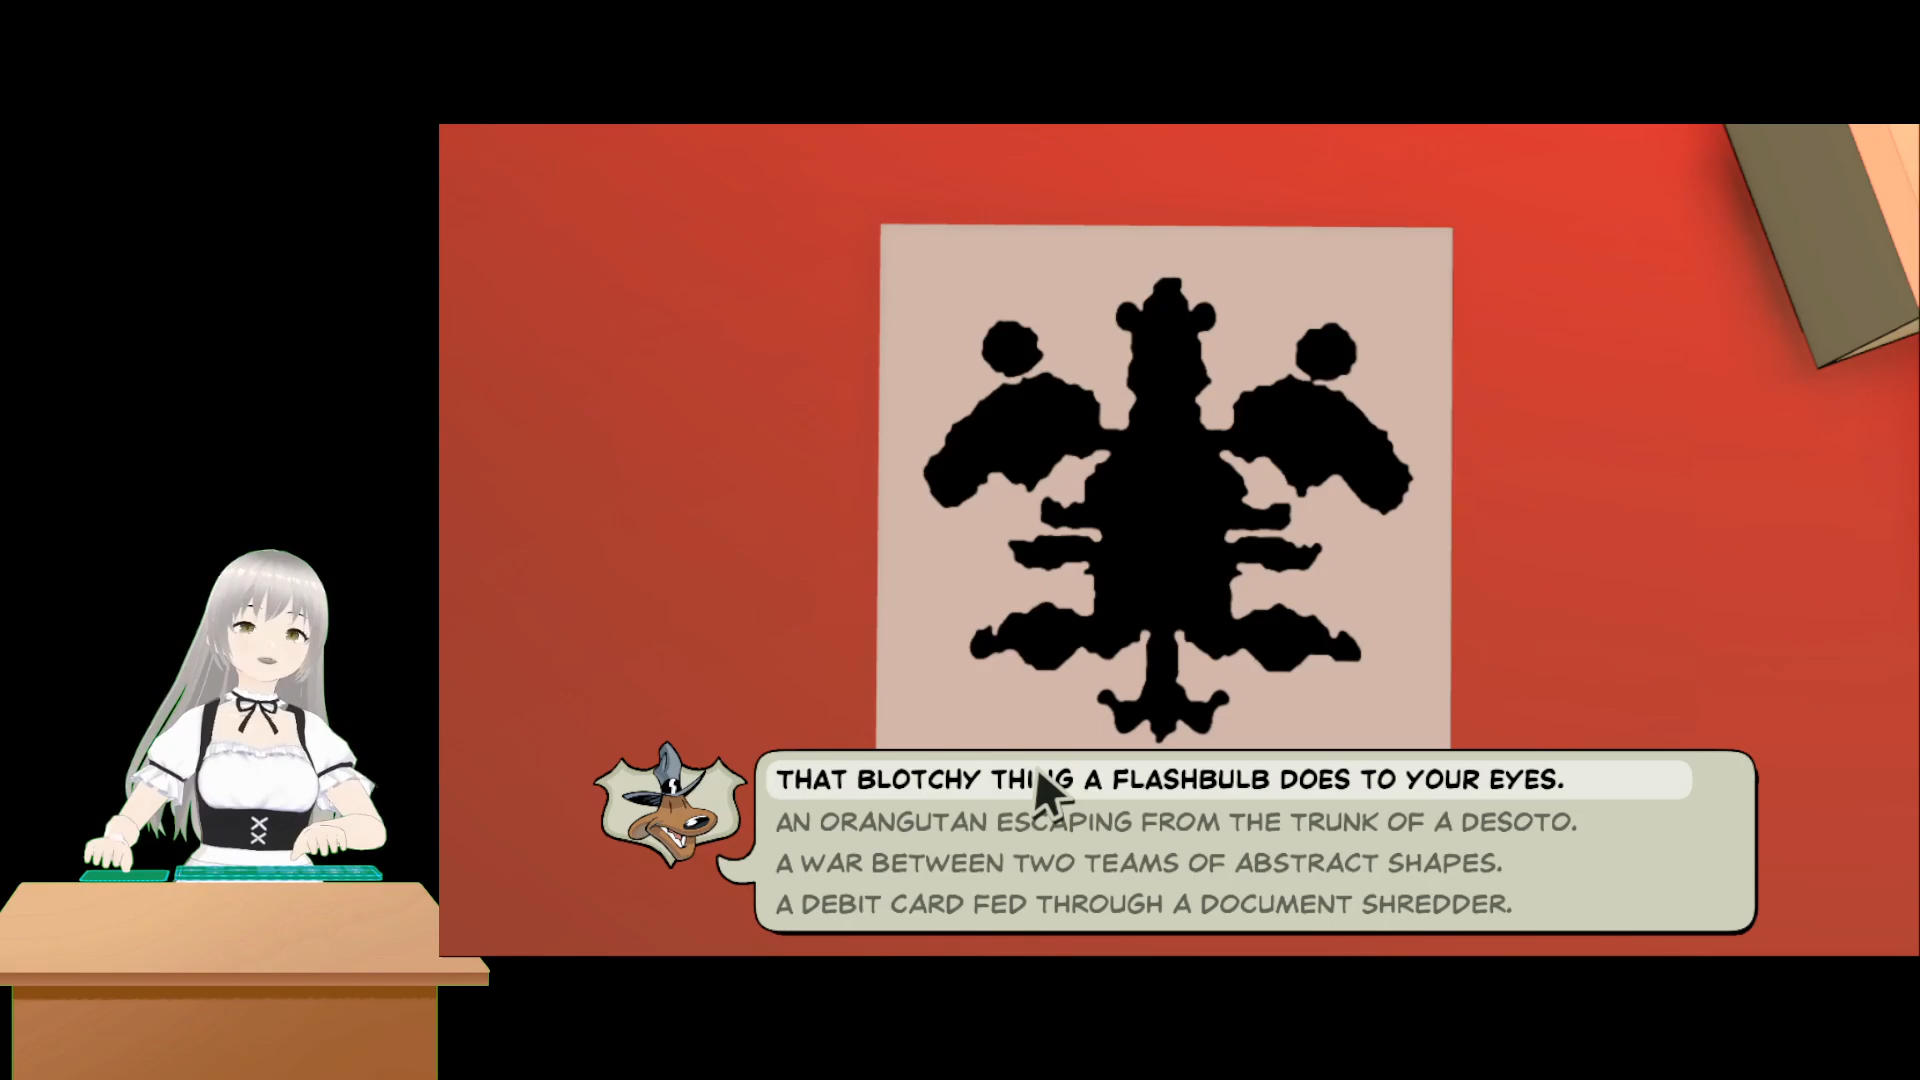 THAT BLOTCHY THING A FLASHBULB DOES TO YOUR EYES.
AN ORANGUTAN ESCAPING FROM THE TRUNK OF A DESOTO.
A WAR BETWEEN TWO TEAMS OF ABSTRACT SHAPES.
A DEBIT CARD FED THROUGH A DOCUMENT SHREDDER.